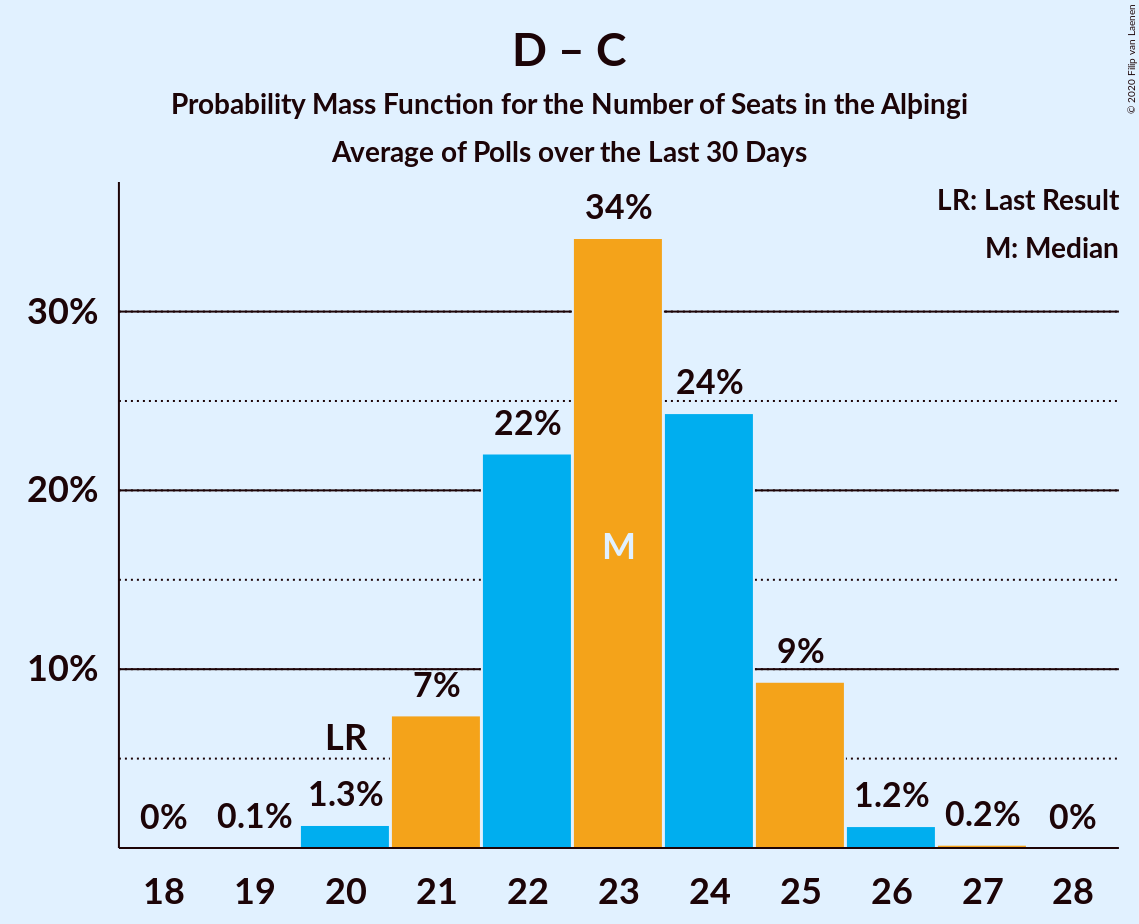 D – C
Probability Mass Function for the Number of Seats in the Alþingi
Average of Polls over the Last 30 Days
© 2020 Filip van Laenen
LR: Last Result
M: Median
34%
30%
24%
22%
20%
M
10%
9%
7%
LR
1.3%
1.2%
0%
0.1%
0.2%
0%
18 19 20 21 22 23 24 25 26 27 28